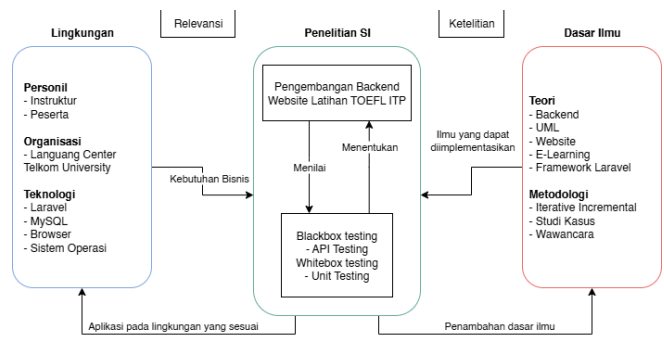 Lingkungan
Relevansi
Penelitian SI
Ketelitian
Dasar Ilmu
Personil
- Instruktur
- Peserta
Organisasi
- Languang Center
Telkom University
Teknologi
- Laravel
- MySQL
- Browser
- Sistem Operasi
Kebutuhan Bisnis
Pengembangan Backend
Website Latihan TOEFL ITP
Menilai
Menentukan
Blackbox testing
- API Testing
Whitebox testing
- Unit Testing
Ilmu yang dapat
diimplementasikan
Teori
- Backend
- UML
- Website
- E-Learning
- Framework Laravel
Metodologi
- Iterative Incremental
- Studi Kasus
- Wawancara
Aplikasi pada lingkungan yang sesuai
Penambahan dasar ilmu